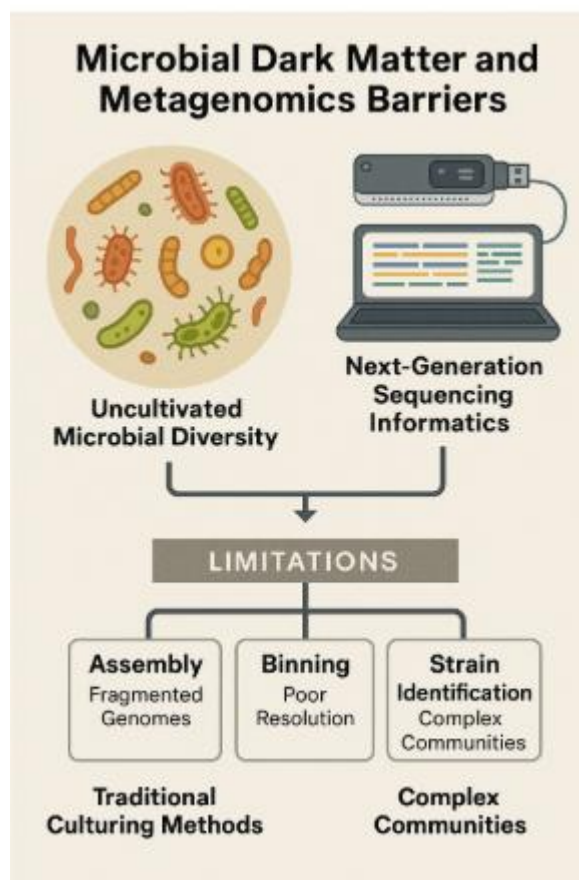 Microbial Dark Matter and
Metagenomics Barriers
Uncultivated
Microbial Diversity
Next-Generation
Sequencing
Informatics
LIMITATIONS
Assembly
Fragmented
Genomes
Binning
Poor
Resolution
Strain
Identification
Complex
Communities
Traditional
Culturing Methods
Complex
Communities